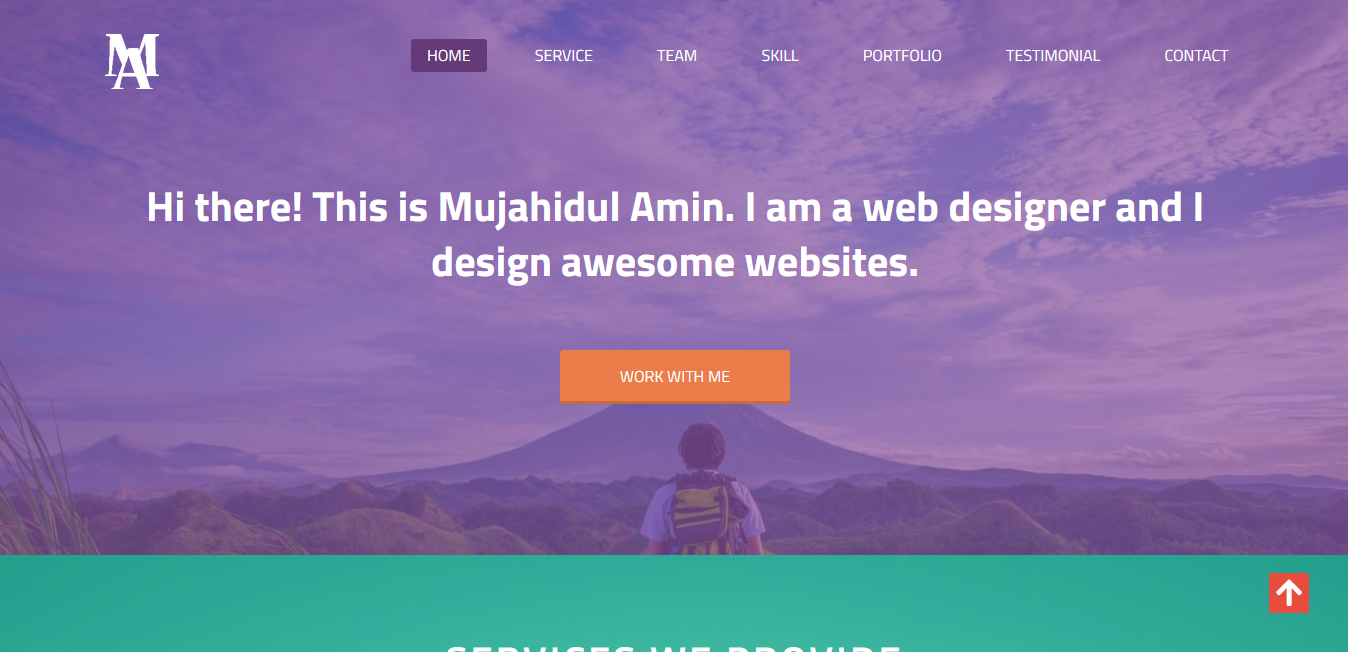 MA
HOME SERVICE TEAM SKILL PORTFOLIO TESTIMONIAL CONTACT
Hi there! This is Mujahidul Amin. I am a web designer and I
design awesome websites.
WORK WITH ME
SERVICES WE PROVIDE